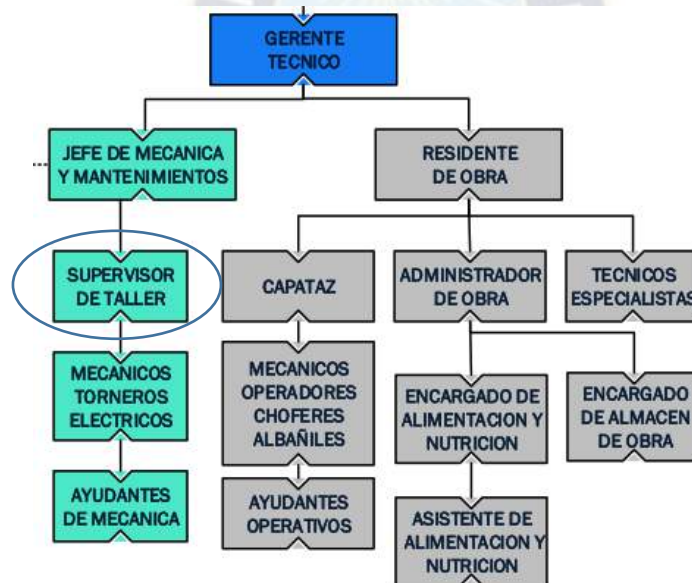 GERENTE
TECNICO
JEFE DE MECANICA
Y MANTENIMIENTOS
RESIDENTE
DE OBRA
SUPERVISOR
DE TALLER
CAPATAZ
ADMINISTRADOR
DE OBRA
TECNICOS
ESPECIALISTAS
MECANICOS
TORNEROS
ELECTRICOS
MECANICOS
OPERADORES
CHOFERES
ALBAÑILES
ENCARGADO DE
ALIMENTACION Y
NUTRICION
ENCARGADO
DE ALMACEN
DE OBRA
AYUDANTES
DE MECANICA
AYUDANTES
OPERATIVOS
ASISTENTE DE
ALIMENTACION Y
NUTRICION